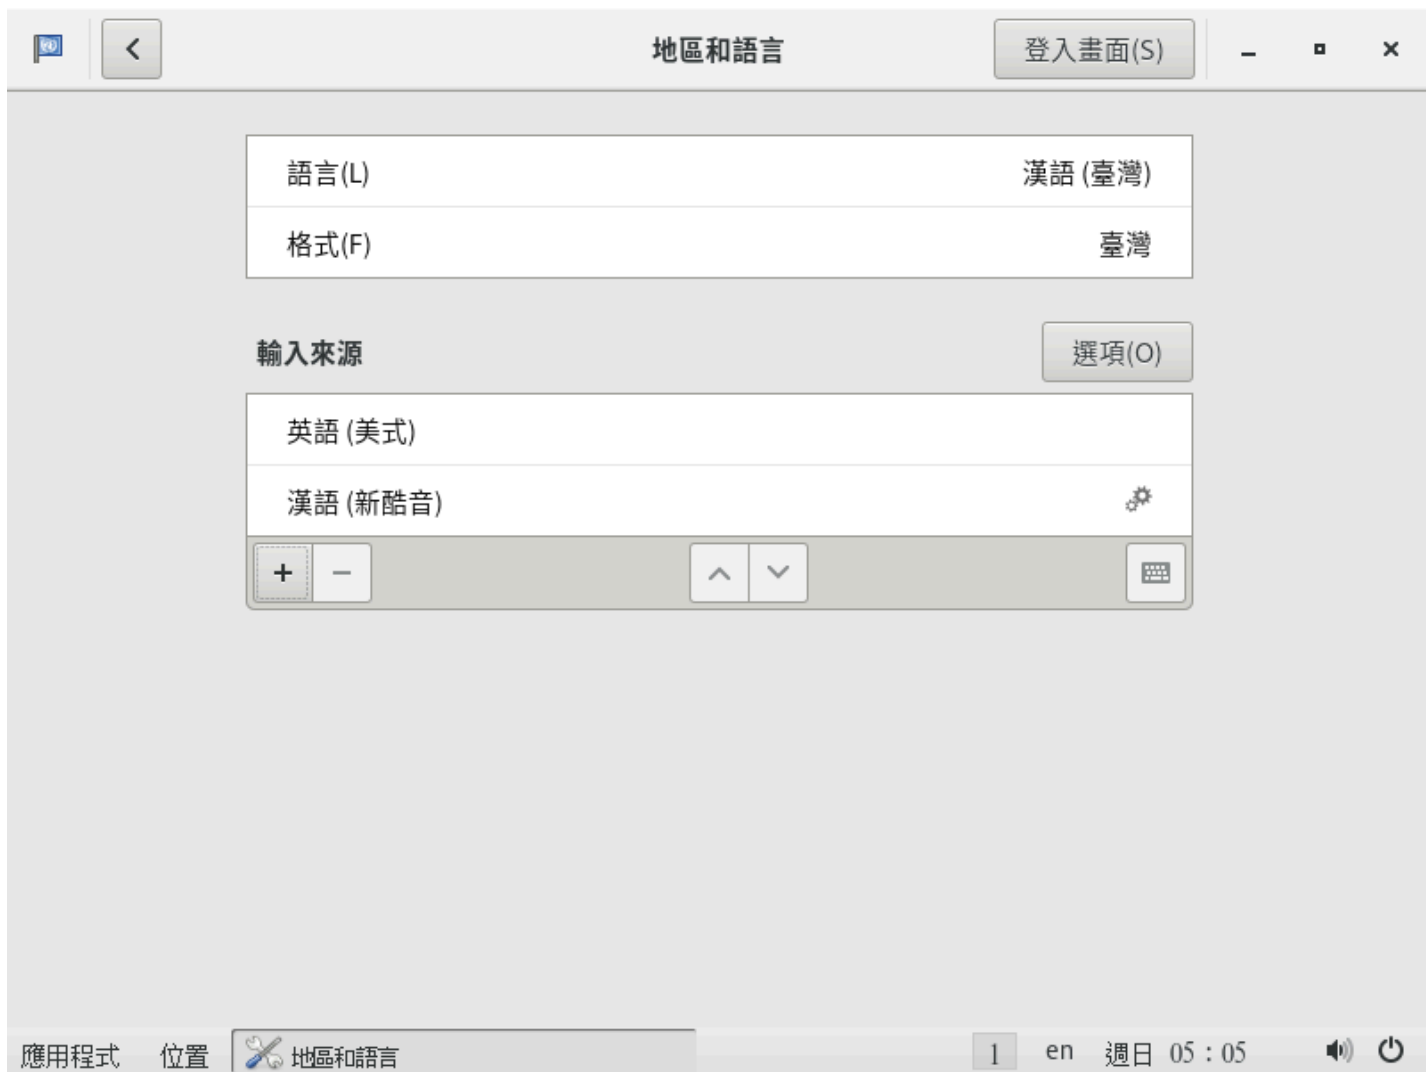 地區和語言
登入畫面(S)
語言(L)
漢語 (臺灣)
格式(F)
臺灣
輸入來源
選項(O)
英語 (美式)
漢語 (新酷音)
應用程式
位置
地區和語言
1
en
週日 05：05